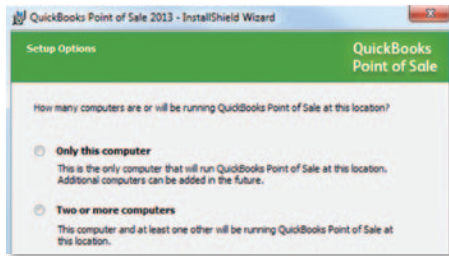 QuickBooks Point of Sale 2013 - InstallShield Wizard
Setup Options
QuickBooks
Point of Sale
How many computers are or will be running QuickBooks Point of Sale at this location?
Only this computer
This is the only computer that will run QuickBooks Point of Sale at this location.
Additional computers can be added in the future.
Two or more computers
This computer and at least one other will be running QuickBooks Point of Sale at
this location.